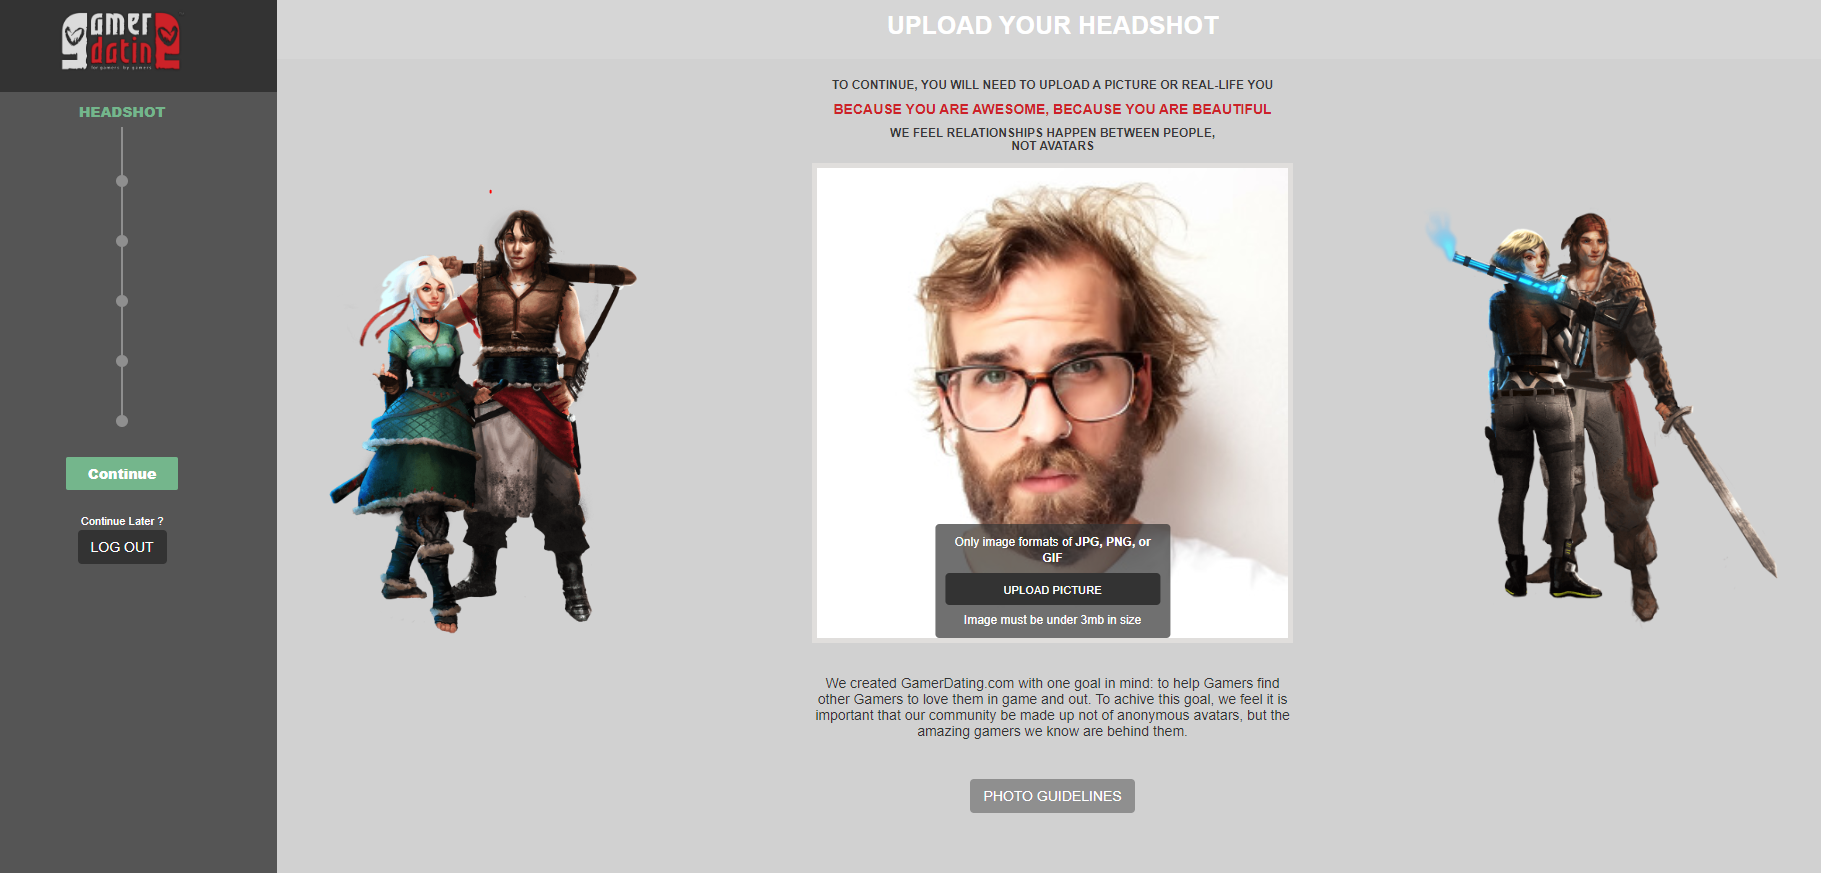 Gamer
Dating
for gamers. by gamers
HEADSHOT
Continue
Continue Later ?
LOG OUT
UPLOAD YOUR HEADSHOT
TO CONTINUE, YOU WILL NEED TO UPLOAD A PICTURE OR REAL-LIFE YOU
BECAUSE YOU ARE AWESOME, BECAUSE YOU ARE BEAUTIFUL
WE FEEL RELATIONSHIPS HAPPEN BETWEEN PEOPLE,
NOT AVATARS
Only image formats of JPG, PNG, or
GIF
UPLOAD PICTURE
Image must be under 3mb in size
We created GamerDating.com with one goal in mind: to help Gamers find
other Gamers to love them in game and out. To achive this goal, we feel it is
important that our community be made up not of anonymous avatars, but the
amazing gamers we know are behind them.
PHOTO GUIDELINES